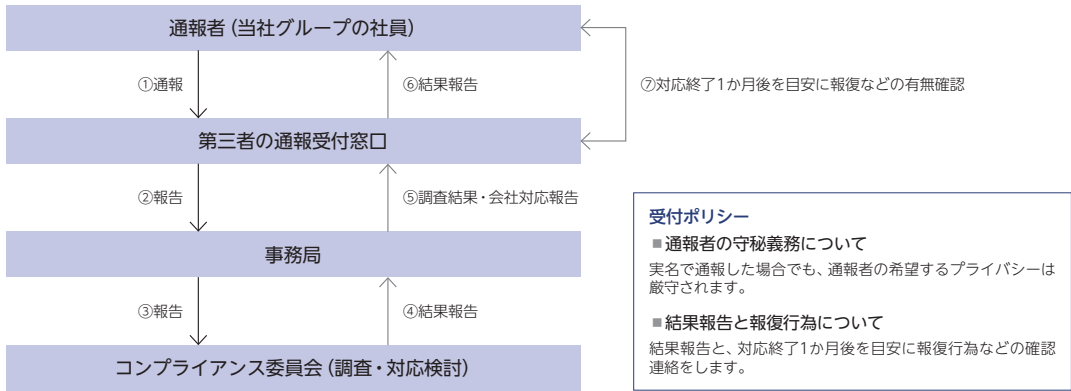 通報者（当社グループの社員）
①通報
⑥結果報告
⑦対応終了1か月後を目安に報復などの有無確認
第三者の通報受付窓口
②報告
⑤調査結果・会社対応報告
事務局
③報告
④結果報告
コンプライアンス委員会（調査・対応検討）
受付ポリシー
■通報者の守秘義務について
実名で通報した場合でも、通報者の希望するプライバシーは
厳守されます。
■結果報告と報復行為について
結果報告と、対応終了1か月後を目安に報復行為などの確認
連絡をします。